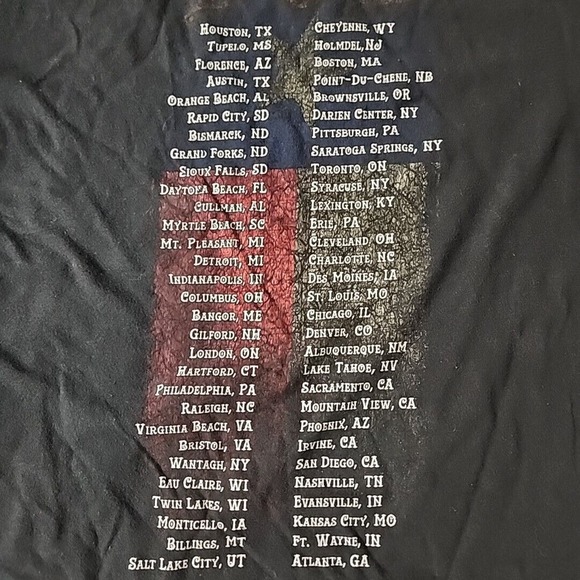 Houston, TX
Tupelo, MS
Florence, AZ
Austin, TX
Orange Beach, AL
Rapid City, SD
Bismarck, ND
Grand Forks, ND
Sioux Falls, SD
Daytona Beach, FL
Cullman, AL
Myrtle Beach, SC
Mt. Pleasant, MI
Detroit, MI
Indianapolis, IN
Columbus, OH
Bangor, ME
Gilford, NH
London, ON
Hartford, CT
Philadelphia, PA
Raleigh, NC
Virginia Beach, VA
Bristol, VA
Wantagh, NY
Eau Claire, WI
Twin Lakes, WI
Monticello, IA
Billings, MT
Salt Lake City, UT
Cheyenne, WY
Holmdel, NJ
Boston, MA
Point-Du-Chene, NB
Brownsville, OR
Darien Center, NY
Pittsburgh, PA
Saratoga Springs, NY
Toronto, ON
Syracuse, NY
Lexington, KY
Erie, PA
Cleveland, OH
Charlotte, NC
Des Moines, IA
St. Louis, MO
Chicago, IL
Denver, CO
Albuquerque, NM
Lake Tahoe, NV
Sacramento, CA
Mountain View, CA
Phoenix, AZ
Irvine, CA
San Diego, CA
Nashville, TN
Evansville, IN
Kansas City, MO
Ft. Wayne, IN
Atlanta, GA